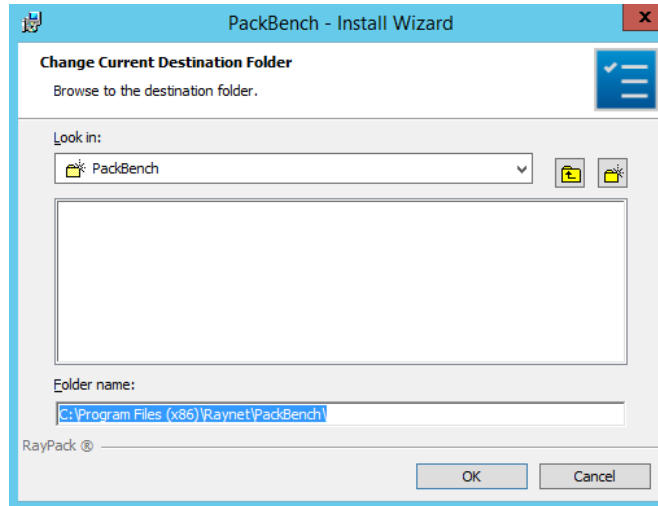 PackBench - Install Wizard
x
Change Current Destination Folder
Browse to the destination folder.
Look in:
PackBench
Folder name:
C:\Program Files (x86)\Raynet\PackBench\
RayPack ®
OK
Cancel